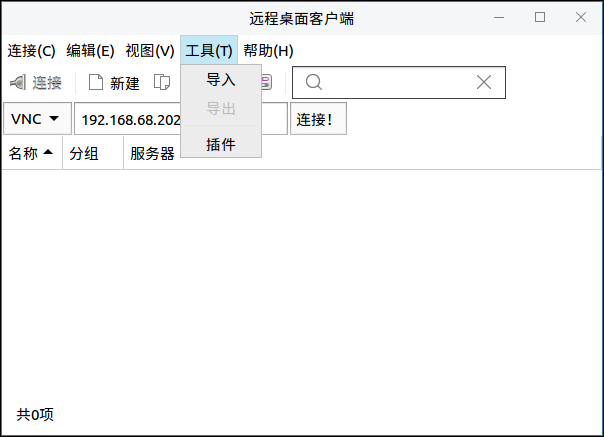 远程桌面客户端
连接(C) 编辑(E) 视图(V) 工具(T) 帮助(H)
连接 新建
导入
导出
插件
VNC 192.168.68.202 连接!
名称 分组 服务器
共0项